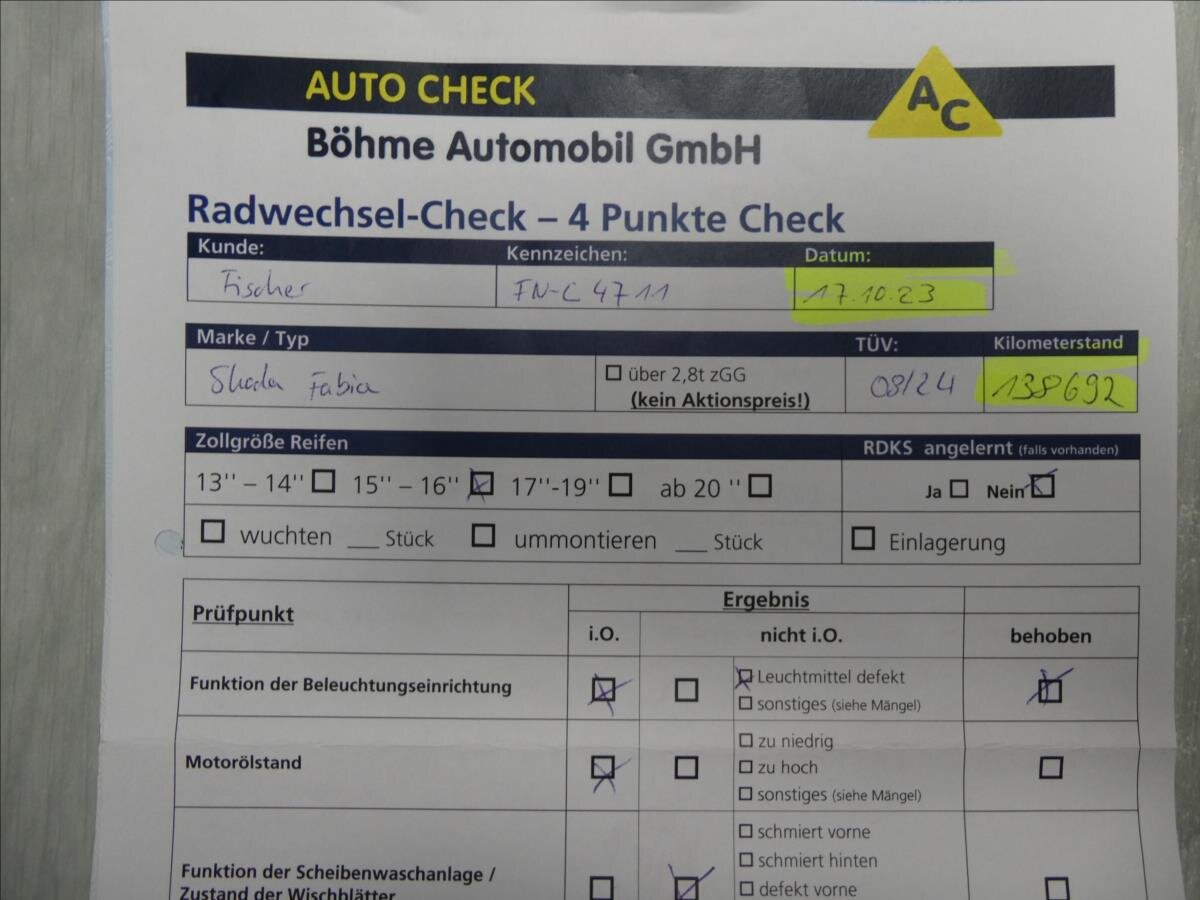 AUTO CHECK
AC
Böhme Automobil GmbH
Radwechsel-Check – 4 Punkte Check
Kunde: Kennzeichen: Datum:
Fischer FN-C 4711 17.10.23
Marke / Typ TÜV: Kilometerstand
Skoda Fabia über 2,8t zGG 08/24 138692
(kein Aktionspreis!)
Zollgröße Reifen RDKS angelernt (falls vorhanden)
13'' – 14'' 15'' – 16'' 17''-19'' ab 20 '' Ja Nein
wuchten ___ Stück ummontieren ___ Stück Einlagerung
Prüfpunkt Ergebnis
i.O. nicht i.O. behoben
Funktion der Beleuchtungseinrichtung Leuchtmittel defekt
sonstiges (siehe Mängel)
Motorölstand zu niedrig
zu hoch
sonstiges (siehe Mängel)
schmiert vorne
schmiert hinten
Funktion der Scheibenwaschanlage / defekt vorne
Zustand der Wischblätter